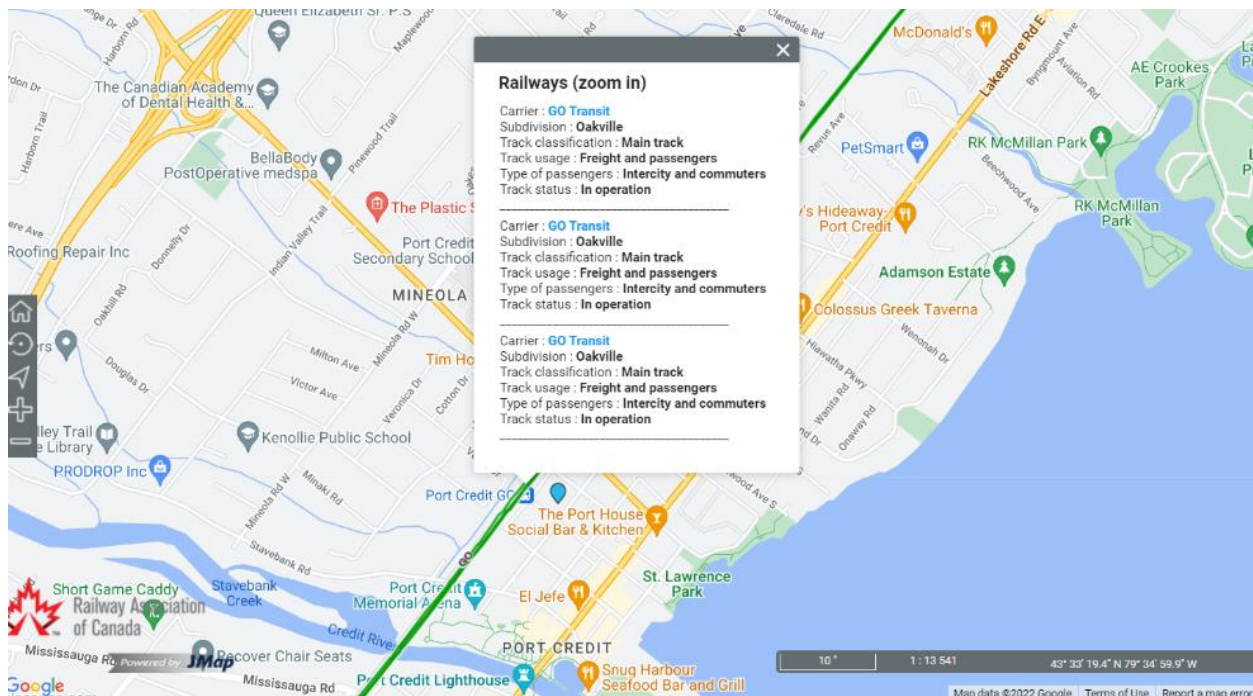 Queen Elizabeth Sr. P.S
Harborn Rd
The Canadian Academy
of Dental Health &...
Harborn Trail
BellaBody
PostOperative medspa
Pinewood Trail
The Plastic
Roofing Repair Inc
Donnelly Dr
Indian Valley Trail
Port Credit
Secondary School
MINEOLA
Oakhill Rd
Mineola Rd W
Milton Ave
Tim Ho
Douglas Dr
Victor Ave
Veronica Dr
Cotton Dr
lley Trail
e Library
Kenollie Public School
PRODROP Inc
Minaki Rd
Mineola Rd W
Stavebank Rd
Port Credit GO
The Port House
Social Bar & Kitchen
GO
Short Game Caddy
Stavebank
Creek
Port Credit
Memorial Arena
El Jefe
St. Lawrence
Park
Railway Association
of Canada
Credit River
PORT CREDIT
Mississauga Rd
Powered by JMap
Recover Chair Seats
Mississauga Rd
Port Credit Lighthouse
Snug Harbour
Seafood Bar and Grill
Google
Railways (zoom in)
Carrier : GO Transit
Subdivision : Oakville
Track classification : Main track
Track usage : Freight and passengers
Type of passengers : Intercity and commuters
Track status : In operation
Carrier : GO Transit
Subdivision : Oakville
Track classification : Main track
Track usage : Freight and passengers
Type of passengers : Intercity and commuters
Track status : In operation
Carrier : GO Transit
Subdivision : Oakville
Track classification : Main track
Track usage : Freight and passengers
Type of passengers : Intercity and commuters
Track status : In operation
Claredale Rd
McDonald's
Lakeshore Rd E
Byngmount Ave
Aviation Rd
AE Crookes
Park
Revus Ave
PetSmart
RK McMillan Park
Beechwood Ave
RK McMillan
Park
's Hideaway-
Port Credit
Adamson Estate
Colossus Greek Taverna
Wenonah Dr
Hiawatha Pkwy
Wanita Rd
Onaway Rd
wood Ave S
10 "
1 : 13 541
43° 33' 19.4" N 79° 34' 59.9" W
Map data ©2022 Google
Terms of Use
Report a map error